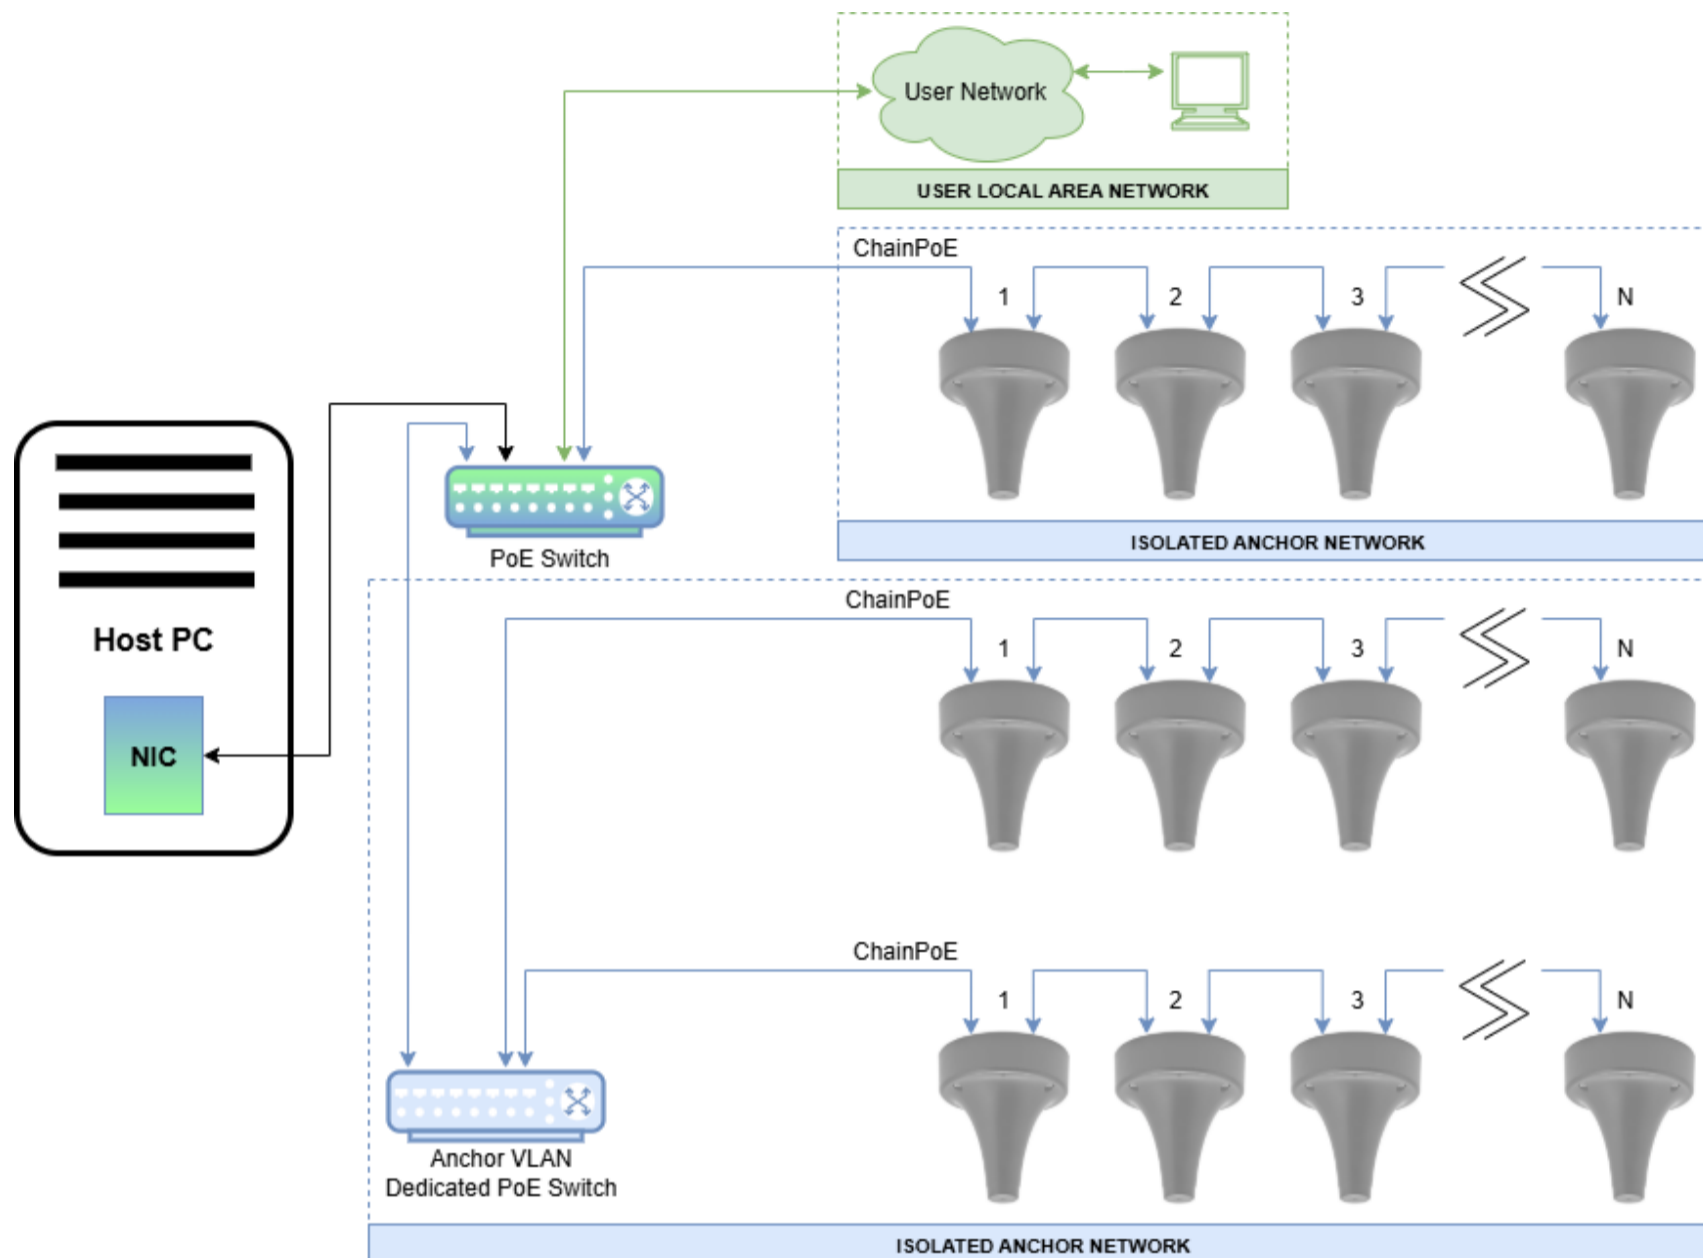 User Network
USER LOCAL AREA NETWORK
ChainPoE
1
2
3
N
ISOLATED ANCHOR NETWORK
PoE Switch
Host PC
NIC
ChainPoE
1
2
3
N
ChainPoE
1
2
3
N
Anchor VLAN
Dedicated PoE Switch
ISOLATED ANCHOR NETWORK